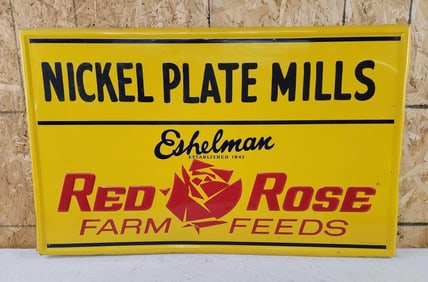 NICKEL PLATE MILLS
Eshelman
ESTABLISHED 1842
RED ROSE
FARM FEEDS